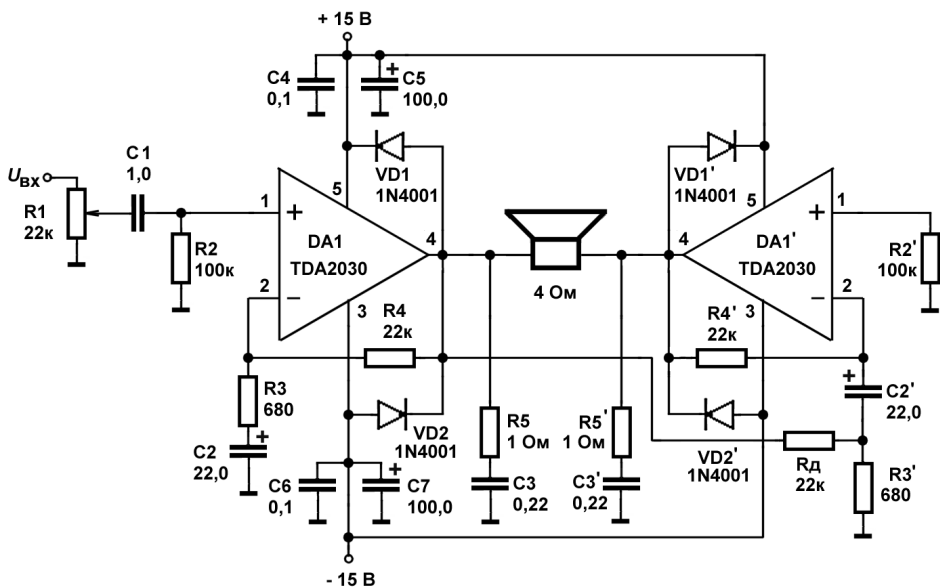 + 15 В
C4
0,1
+
C5
100,0
C1
1,0
Uвх
R1
22к
R2
100к
VD1
1N4001
5
1
+
DA1
TDA2030
4
2
−
3
VD1'
1N4001
5
1
+
DA1'
TDA2030
4
2
−
3
R2'
100к
4 Ом
R4
22к
R4'
22к
R3
680
+
C2
22,0
VD2
1N4001
R5
1 Ом
R5'
1 Ом
VD2'
1N4001
+
C2'
22,0
Rд
22к
R3'
680
C6
0,1
+
C7
100,0
C3
0,22
C3'
0,22
- 15 В